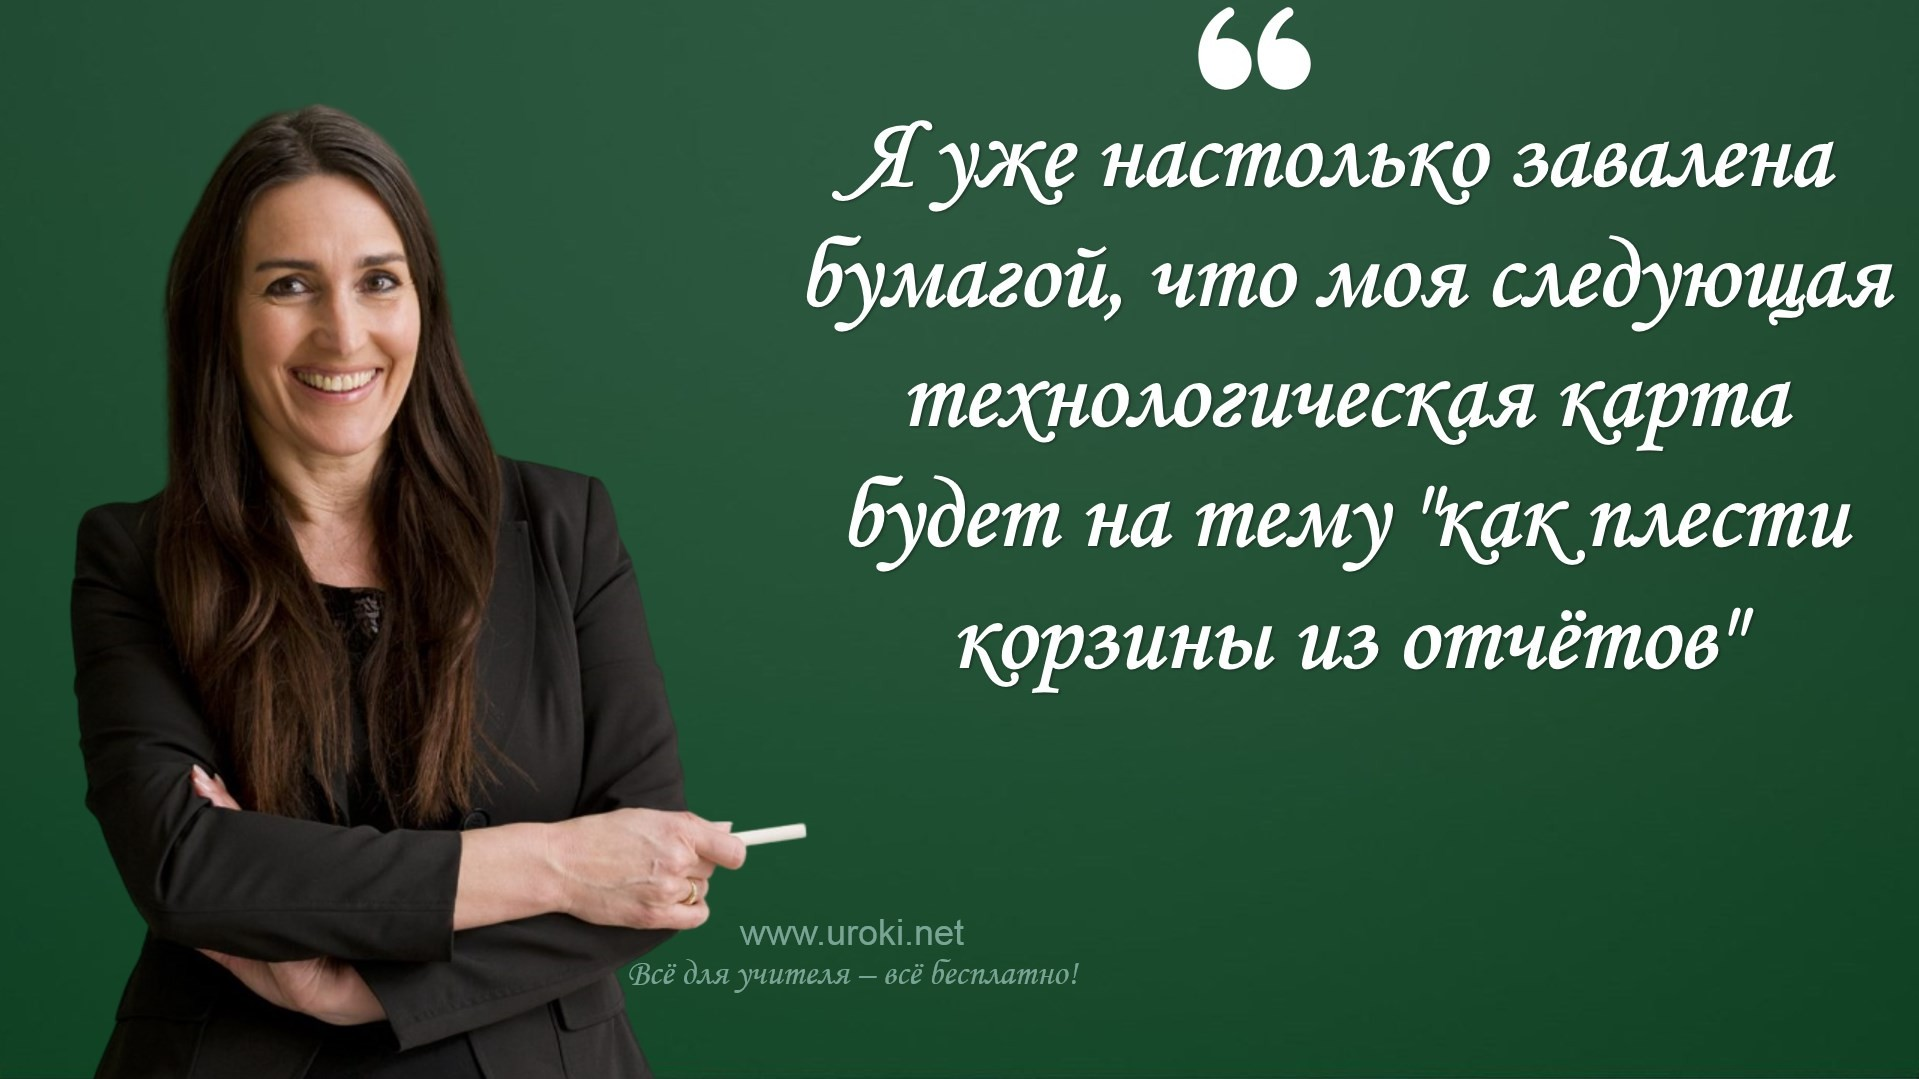 Я уже настолько завалена
бумагой, что моя следующая
технологическая карта
будет на тему "как плести
корзины из отчётов"
www.uroki.net
Всё для учителя – всё бесплатно!